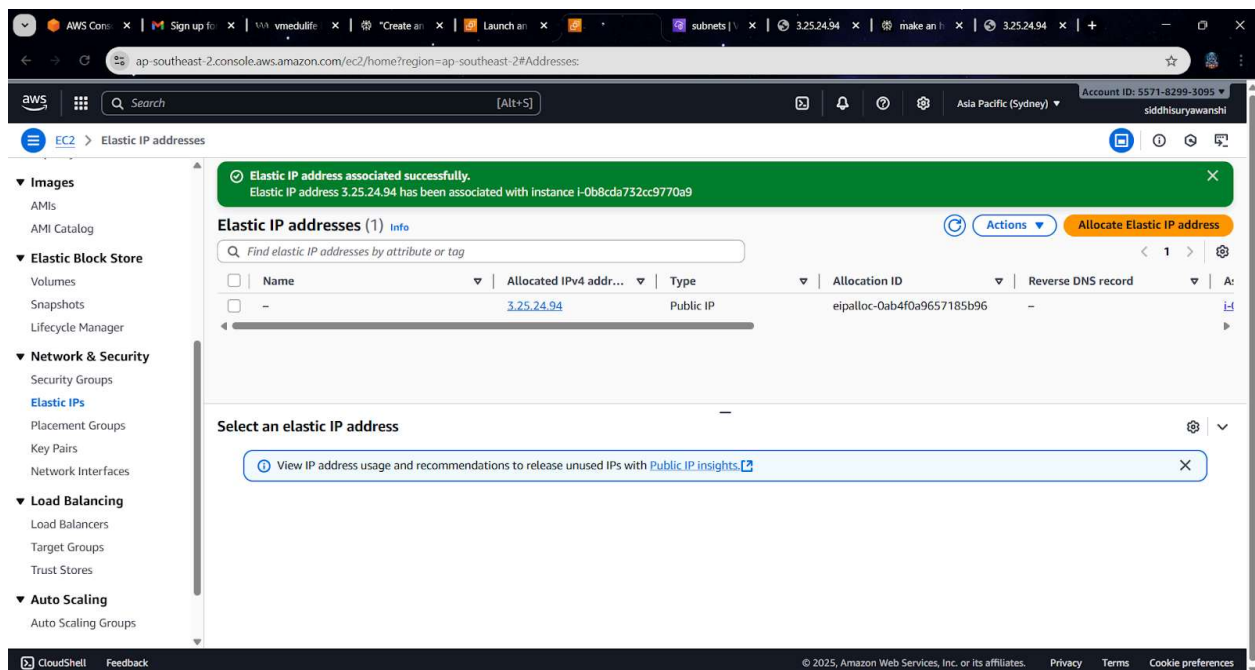 AWS Cons
Sign up fo
vmedulife
"Create an
Launch an
subnets | V
3.25.24.94
make an h
3.25.24.94
ap-southeast-2.console.aws.amazon.com/ec2/home?region=ap-southeast-2#Addresses:
aws
Search
[Alt+S]
Asia Pacific (Sydney)
Account ID: 5571-8299-3095
siddhisuryawanshi
EC2 > Elastic IP addresses
Images
AMIs
AMI Catalog
Elastic Block Store
Volumes
Snapshots
Lifecycle Manager
Network & Security
Security Groups
Elastic IPs
Placement Groups
Key Pairs
Network Interfaces
Load Balancing
Load Balancers
Target Groups
Trust Stores
Auto Scaling
Auto Scaling Groups
Elastic IP address associated successfully.
Elastic IP address 3.25.24.94 has been associated with instance i-0b8cda732cc9770a9
Elastic IP addresses (1) Info
Actions
Allocate Elastic IP address
Find elastic IP addresses by attribute or tag
1
Name Allocated IPv4 addr... Type Allocation ID Reverse DNS record
– 3.25.24.94 Public IP eipalloc-0ab4f0a9657185b96 –
Select an elastic IP address
View IP address usage and recommendations to release unused IPs with Public IP insights.
CloudShell Feedback
© 2025, Amazon Web Services, Inc. or its affiliates. Privacy Terms Cookie preferences